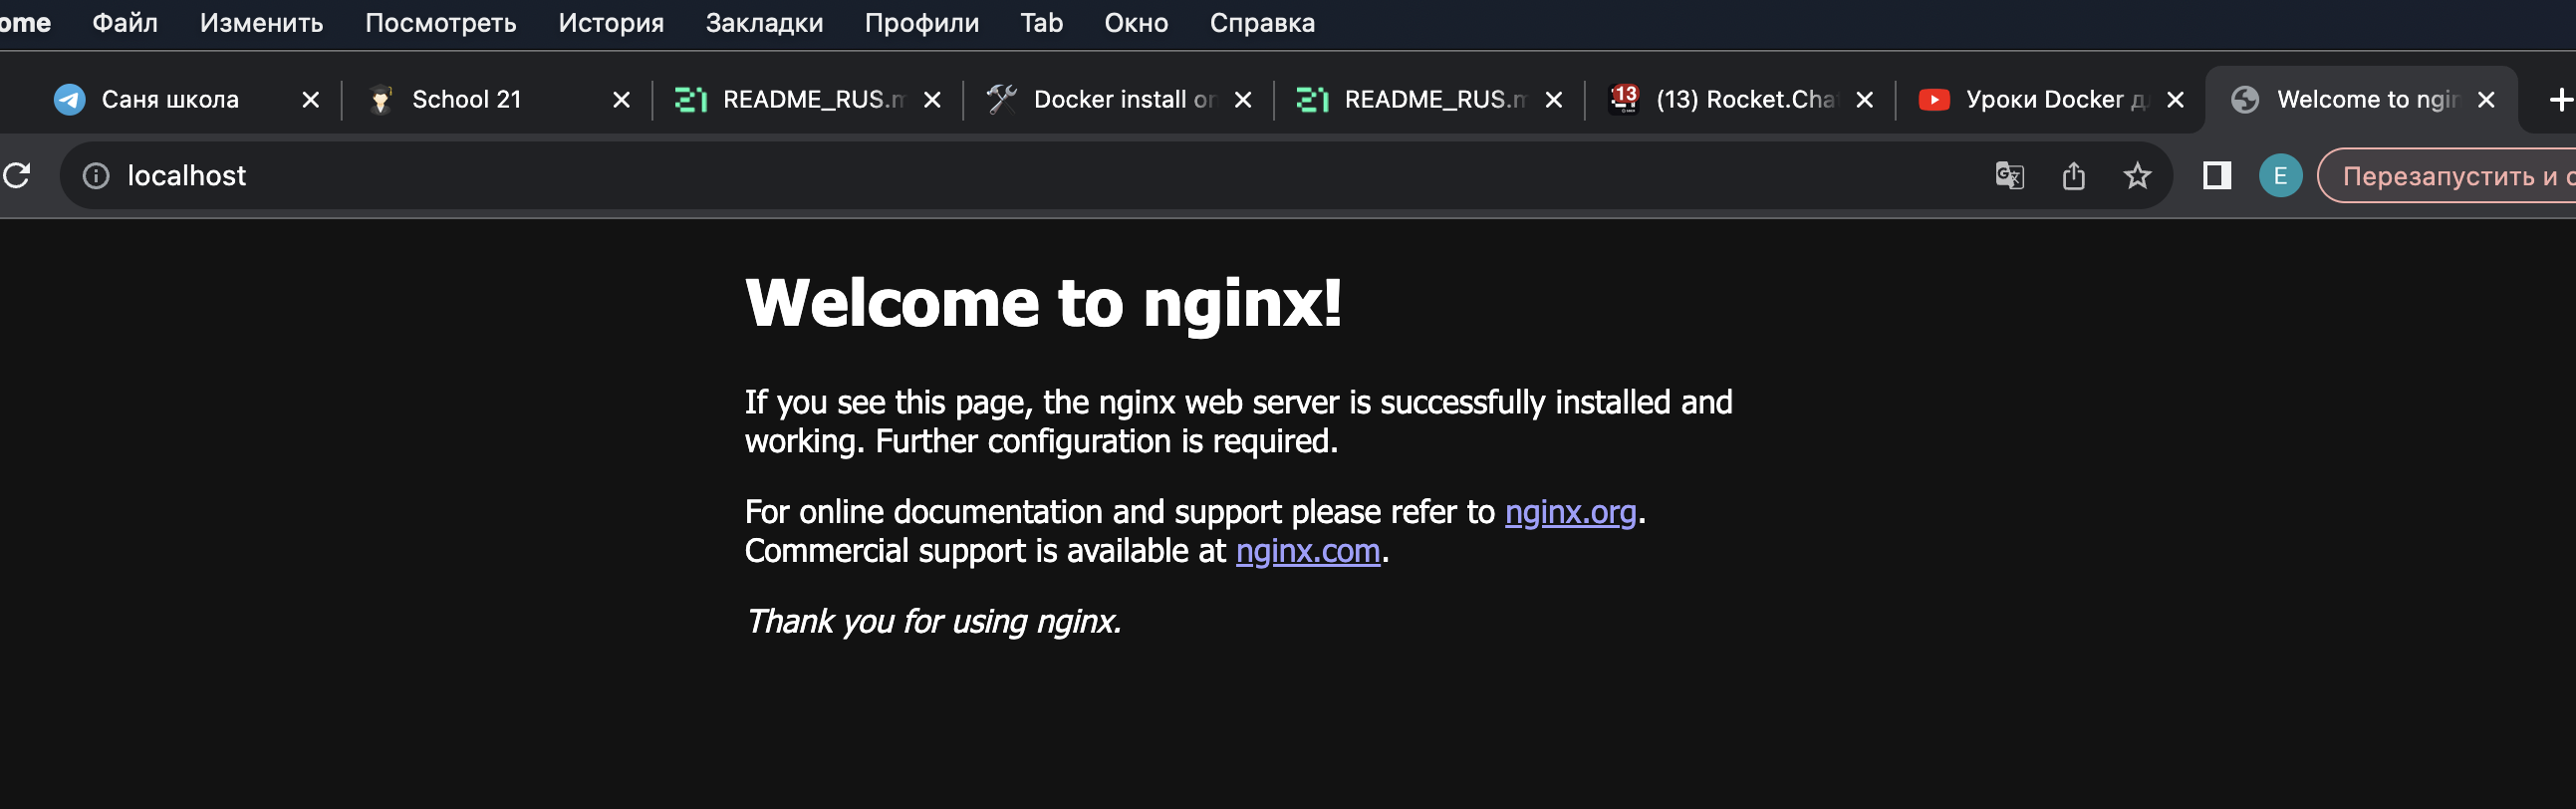 ome Файл Изменить Посмотреть История Закладки Профили Tab Окно Справка
Саня школа School 21 README_RUS.m Docker install on 21 README_RUS.m 13 (13) Rocket.Cha Уроки Docker д Welcome to ngin
localhost E Перезапустить и о
Welcome to nginx!
If you see this page, the nginx web server is successfully installed and
working. Further configuration is required.
For online documentation and support please refer to nginx.org.
Commercial support is available at nginx.com.
Thank you for using nginx.